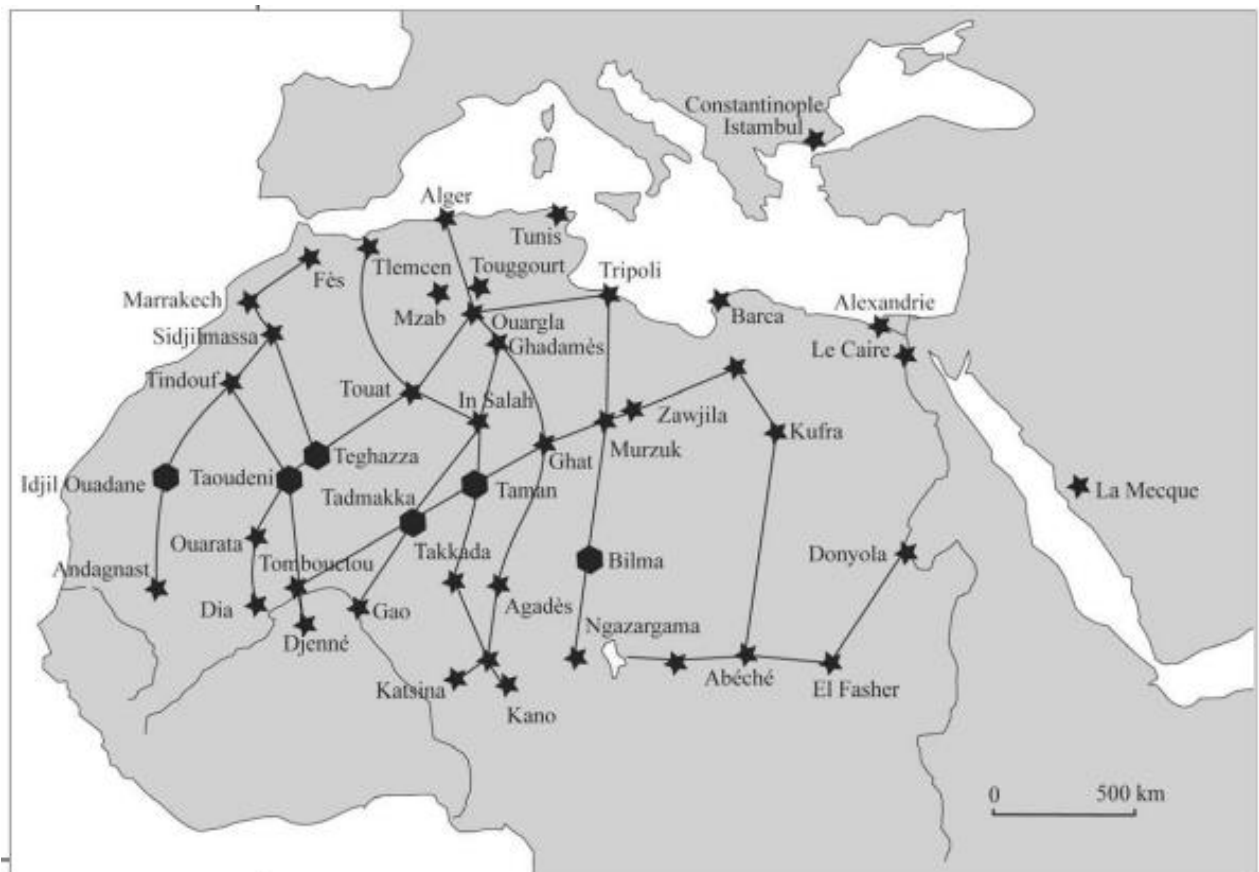 Constantinople
Istambul
Alger
Tunis
Tlemcen
Touggourt
Tripoli
Fès
Marrakech
Mzab
Barca
Alexandrie
Sidjilmassa
Ouargla
Ghadamès
Le Caire
Tindouf
Touat
In Salah
Zawjila
Kufra
Murzuk
Teghazza
Ghat
Idjil Ouadane
Taoudeni
Tadmakka
Taman
La Mecque
Ouarata
Takkada
Bilma
Donyola
Andagnast
Tombouctou
Dia
Gao
Agadès
Djenné
Ngazargama
Abéché
El Fasher
Katsina
Kano
0 500 km